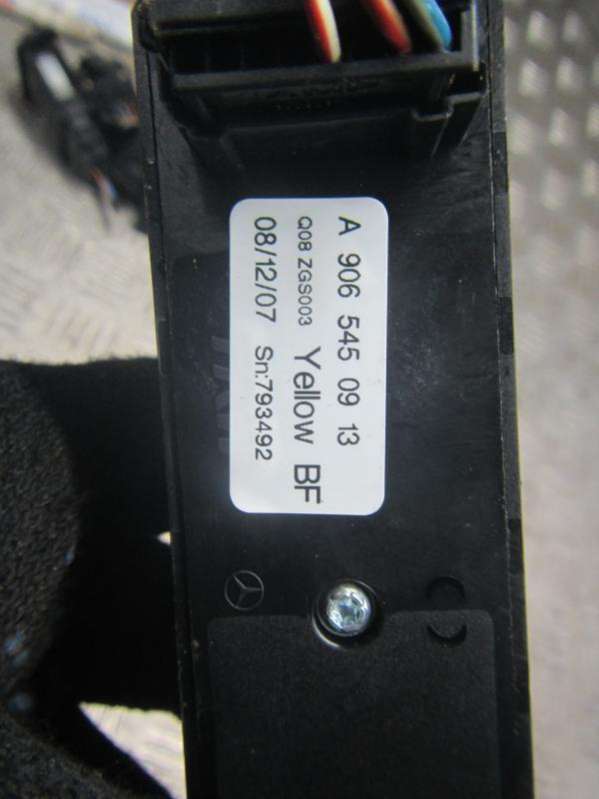 A 906 545 09 13
Q08 ZGS003 Yellow BF
08/12/07 Sn:793492